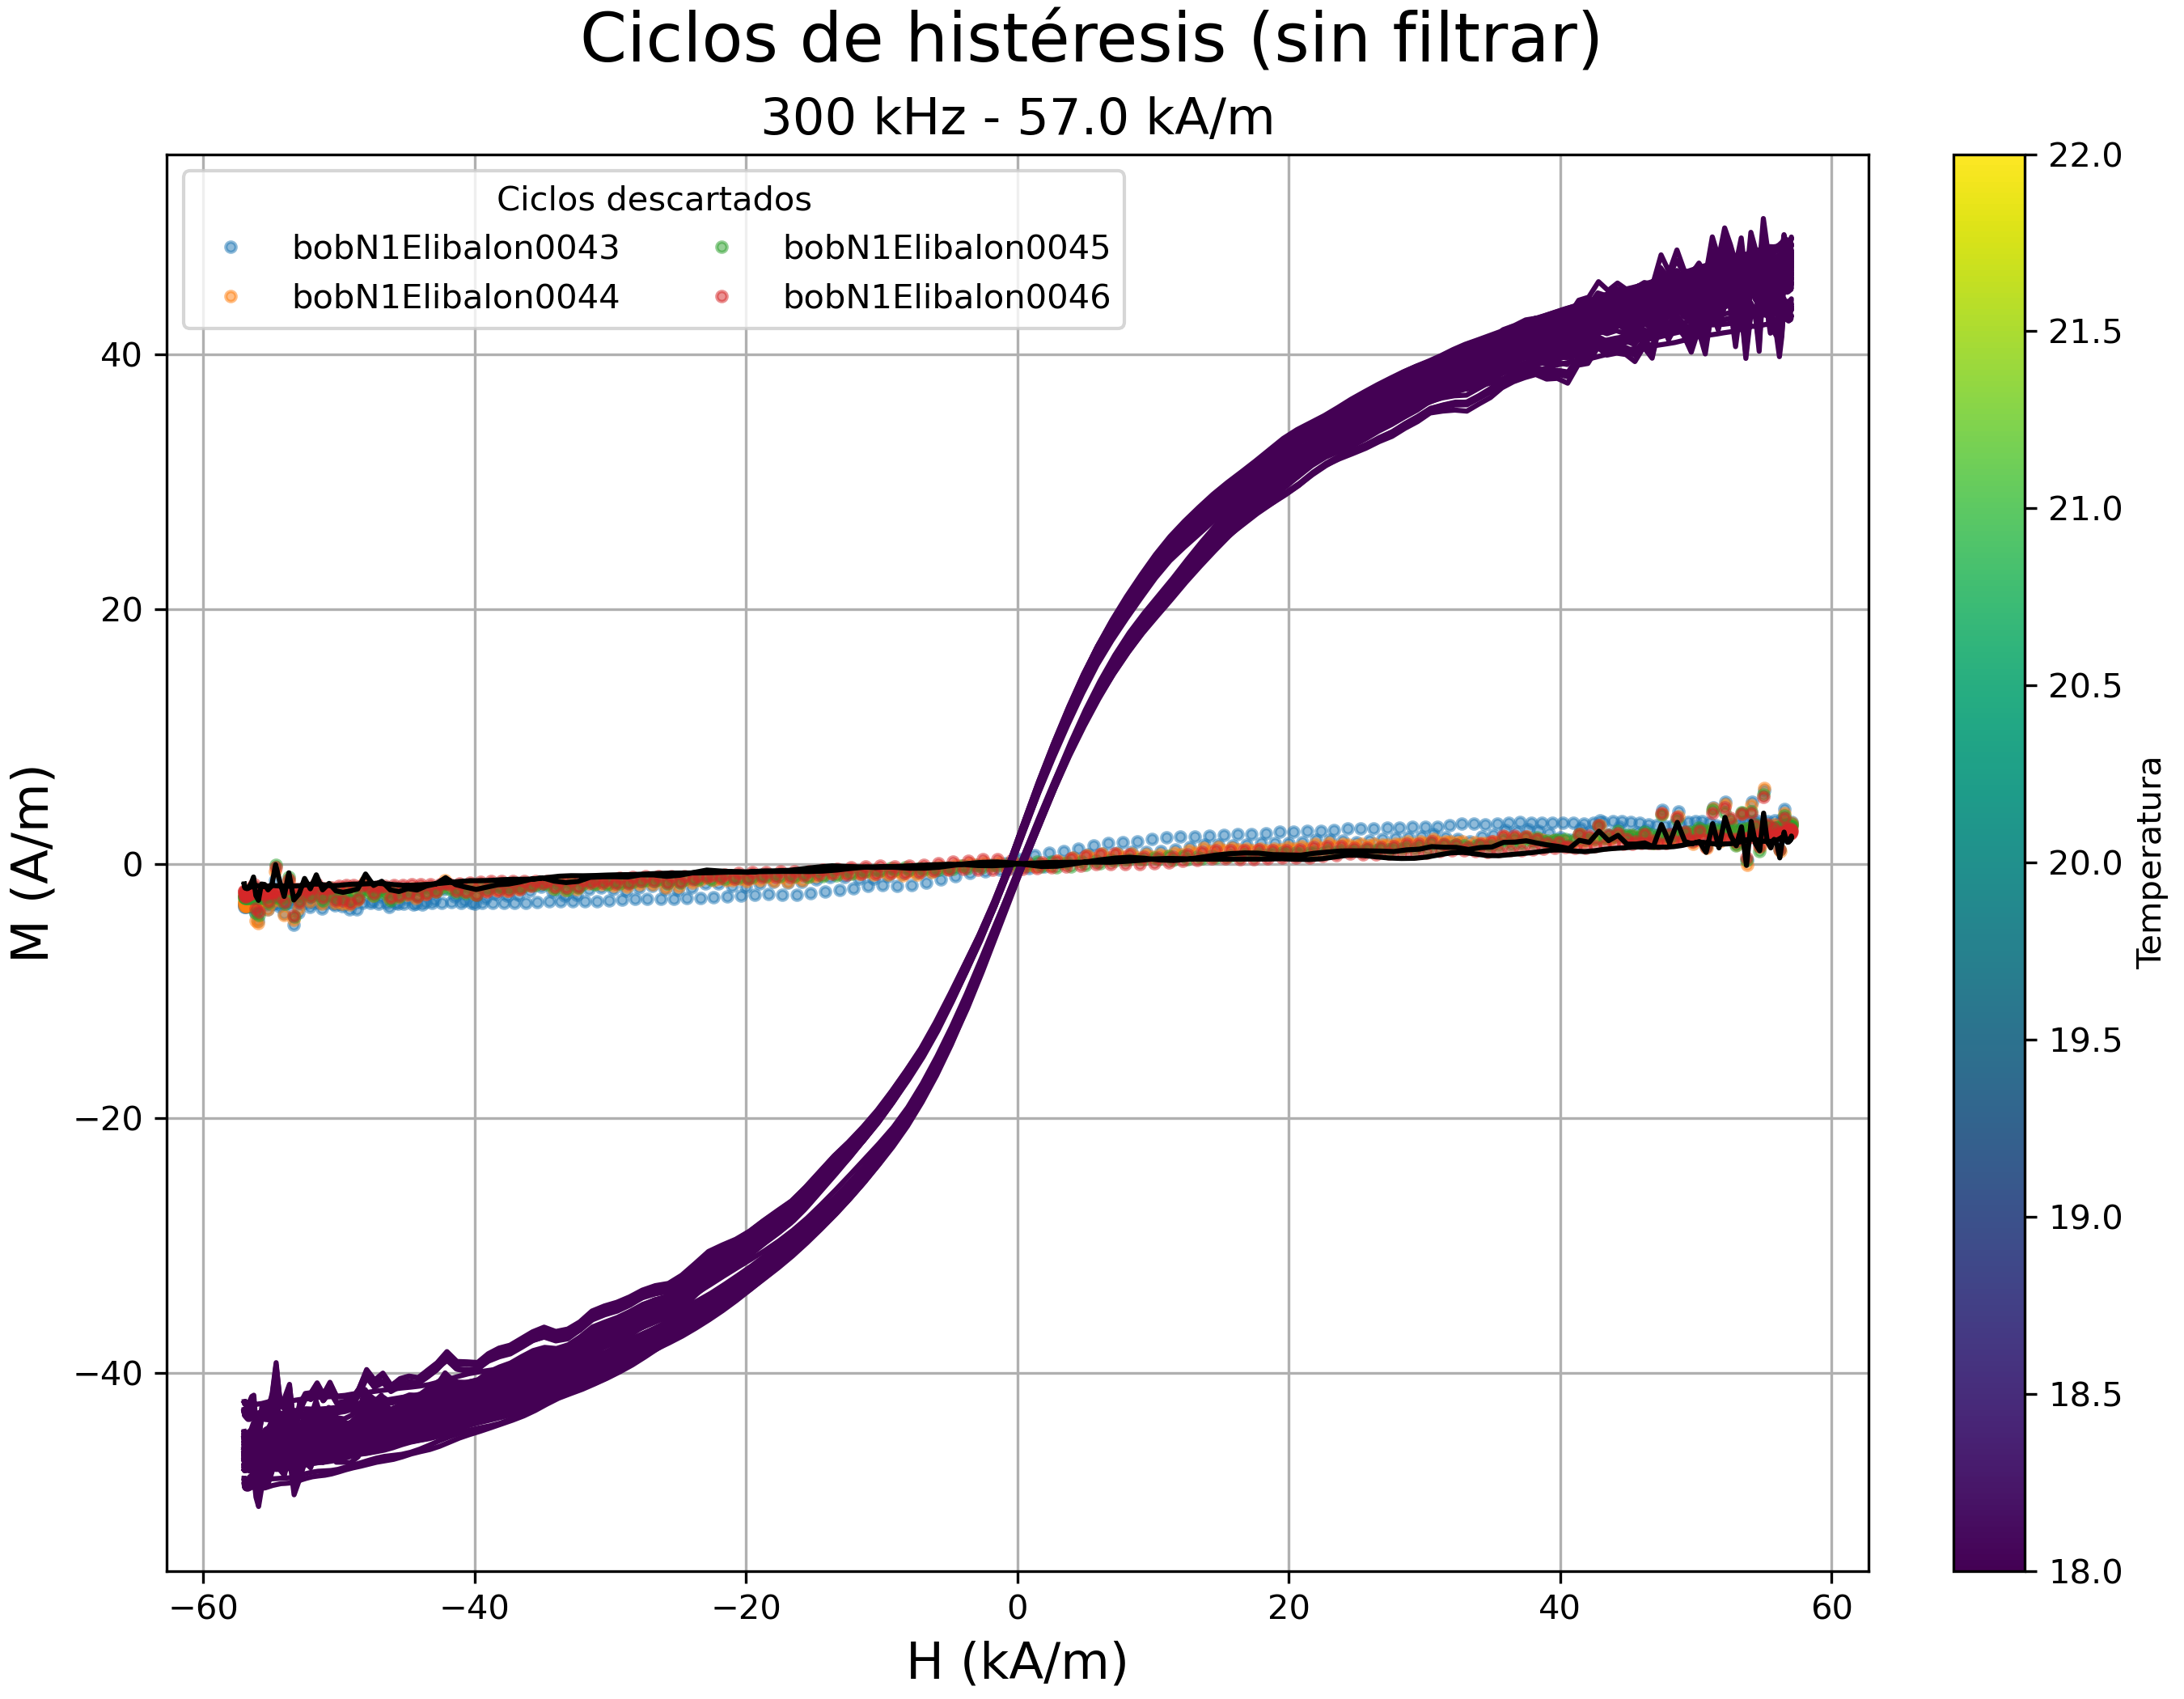 Ciclos de histéresis (sin filtrar)
300 kHz - 57.0 kA/m
Ciclos descartados
bobN1Elibalon0043 bobN1Elibalon0045
bobN1Elibalon0044 bobN1Elibalon0046
M (A/m)
40
20
0
−20
−40
−60 −40 −20 0 20 40 60
H (kA/m)
22.0
21.5
21.0
20.5
20.0
19.5
19.0
18.5
18.0
Temperatura